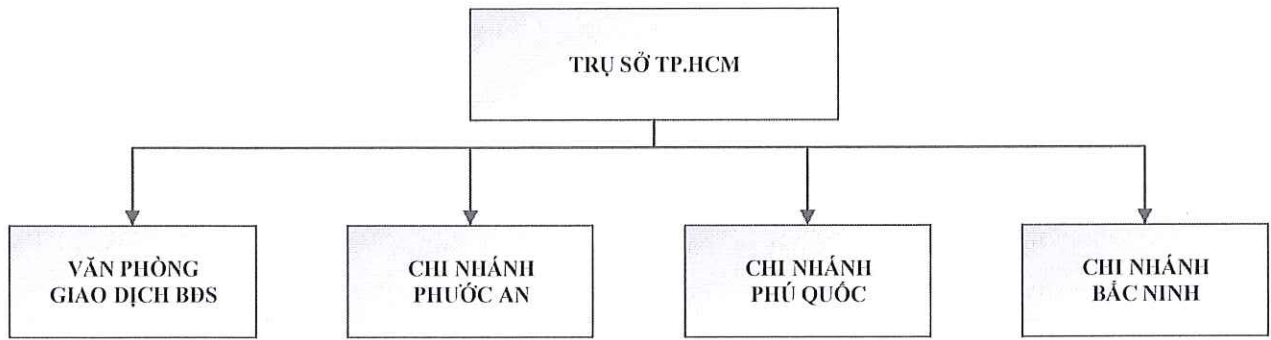 TRỤ SỞ TP.HCM
VĂN PHÒNG
GIAO DỊCH BĐS
CHI NHÁNH
PHƯỚC AN
CHI NHÁNH
PHÚ QUỐC
CHI NHÁNH
BẮC NINH